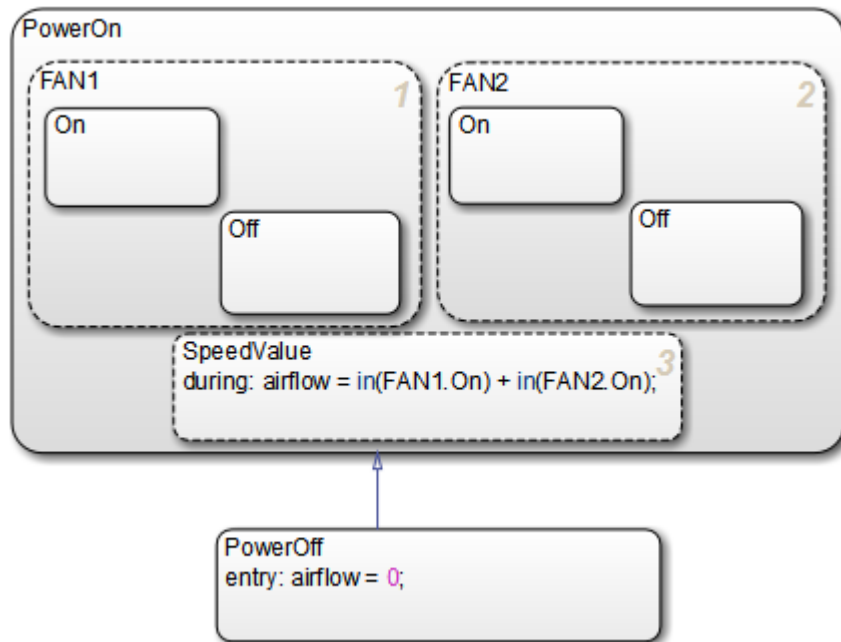 PowerOn
FAN1
1
On
Off
FAN2
2
On
Off
SpeedValue
3
during: airflow = in(FAN1.On) + in(FAN2.On);
PowerOff
entry: airflow = 0;